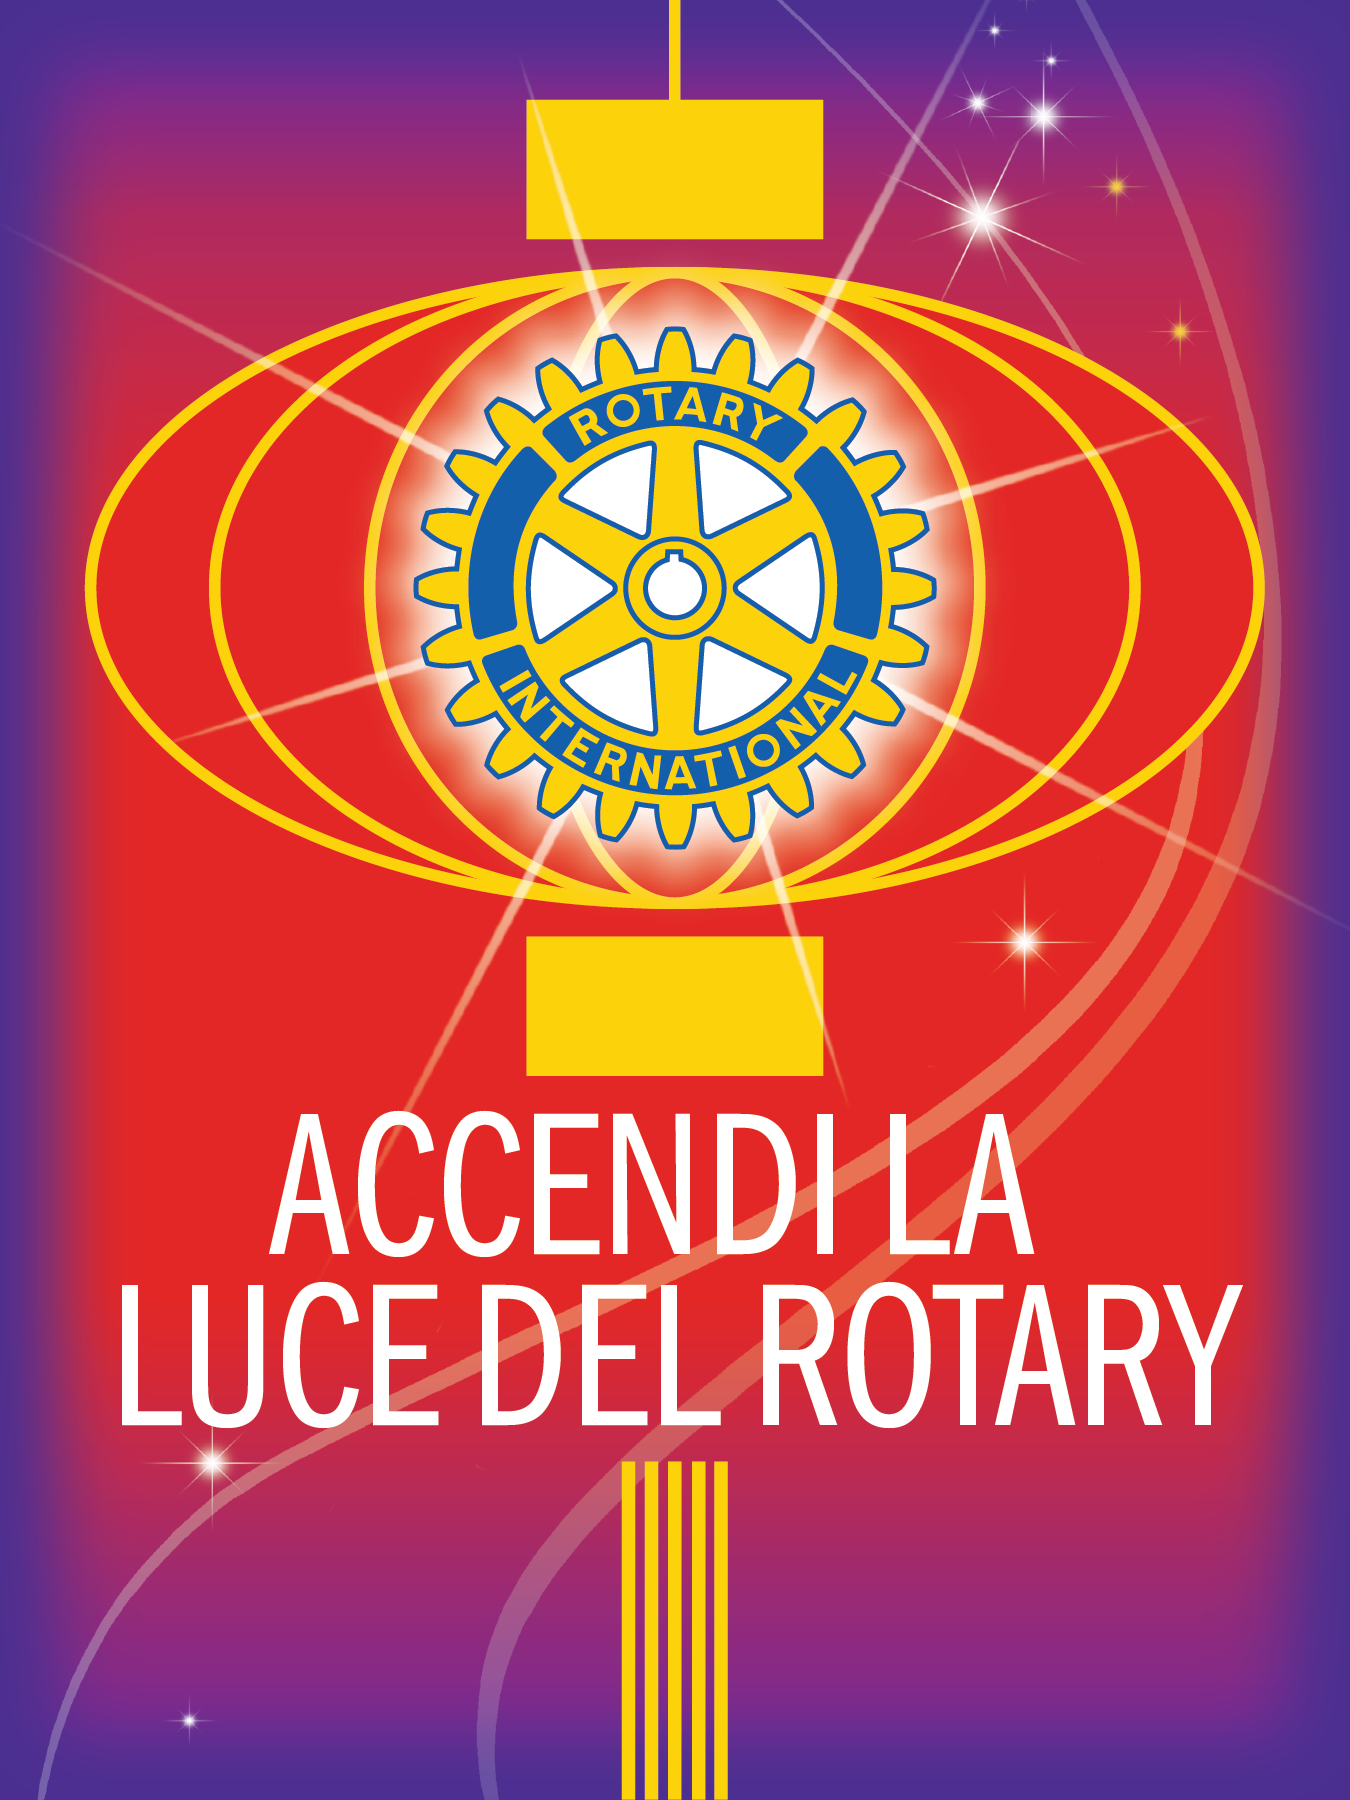 ROTARY
INTERNATIONAL
ACCENDI LA
LUCE DEL ROTARY